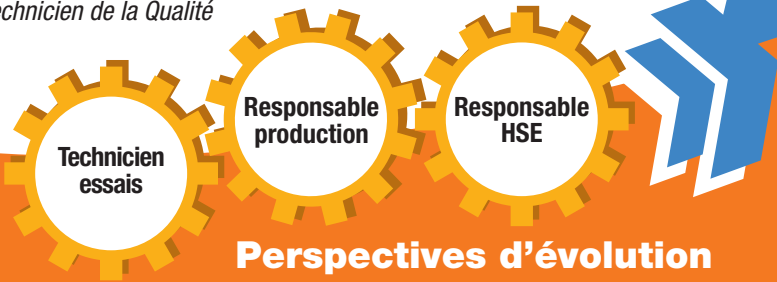 Technicien de la Qualité
Responsable
production
Responsable
HSE
Technicien
essais
Perspectives d'évolution